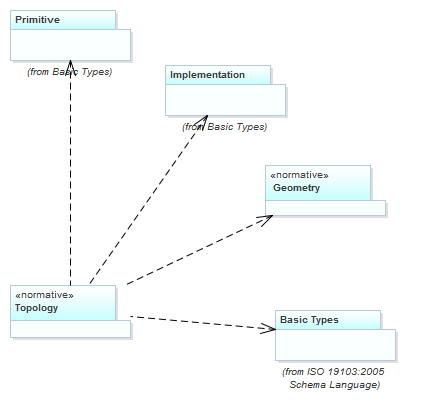 Primitive
(from Basic Types)
Implementation
(from Basic Types)
«normative»
Geometry
«normative»
Topology
Basic Types
(from ISO 19103:2005
Schema Language)